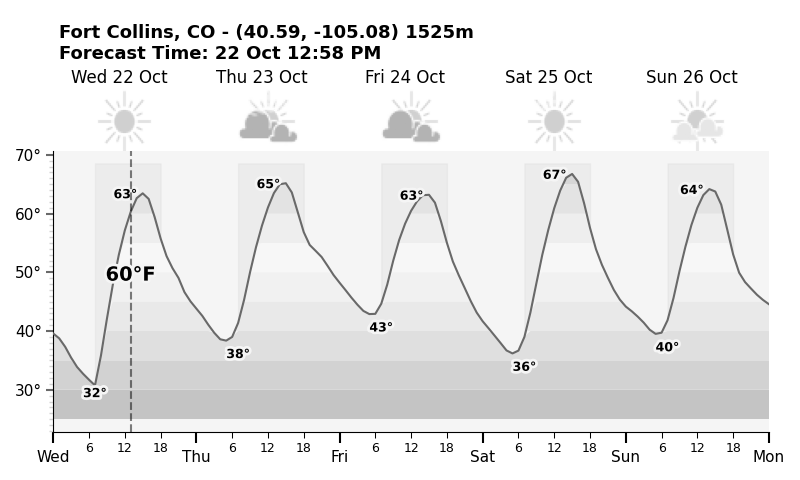 Fort Collins, CO - (40.59, -105.08) 1525m
Forecast Time: 22 Oct 12:58 PM
Wed 22 Oct Thu 23 Oct Fri 24 Oct Sat 25 Oct Sun 26 Oct
70°
67°
65°
64°
63° 63°
60°
60°F
50°
43°
40° 40°
38°
36°
32°
30°
6 12 18 6 12 18 6 12 18 6 12 18 6 12 18
Wed Thu Fri Sat Sun Mon